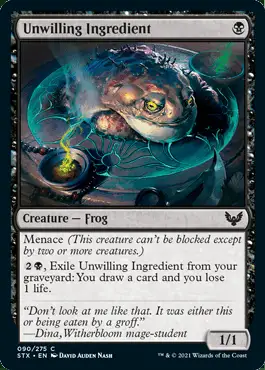 Unwilling Ingredient
Creature — Frog
Menace (This creature can't be blocked except
by two or more creatures.)
2, Exile Unwilling Ingredient from your
graveyard: You draw a card and you lose
1 life.
"Don't look at me like that. It was either this
or being eaten by a groff."
—Dina, Witherbloom mage-student
1/1
090/275 C
STX • EN DAVID AUDEN NASH
™ & © 2021 Wizards of the Coast